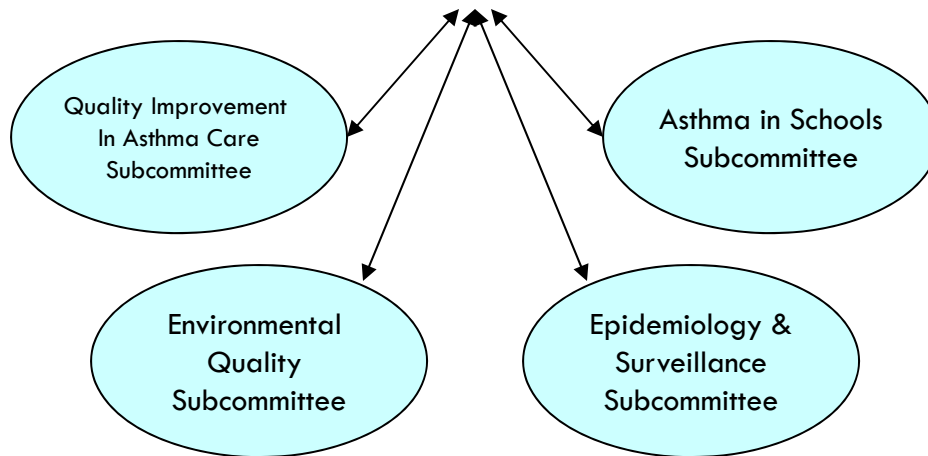 Quality Improvement
In Asthma Care
Subcommittee
Asthma in Schools
Subcommittee
Environmental
Quality
Subcommittee
Epidemiology &
Surveillance
Subcommittee